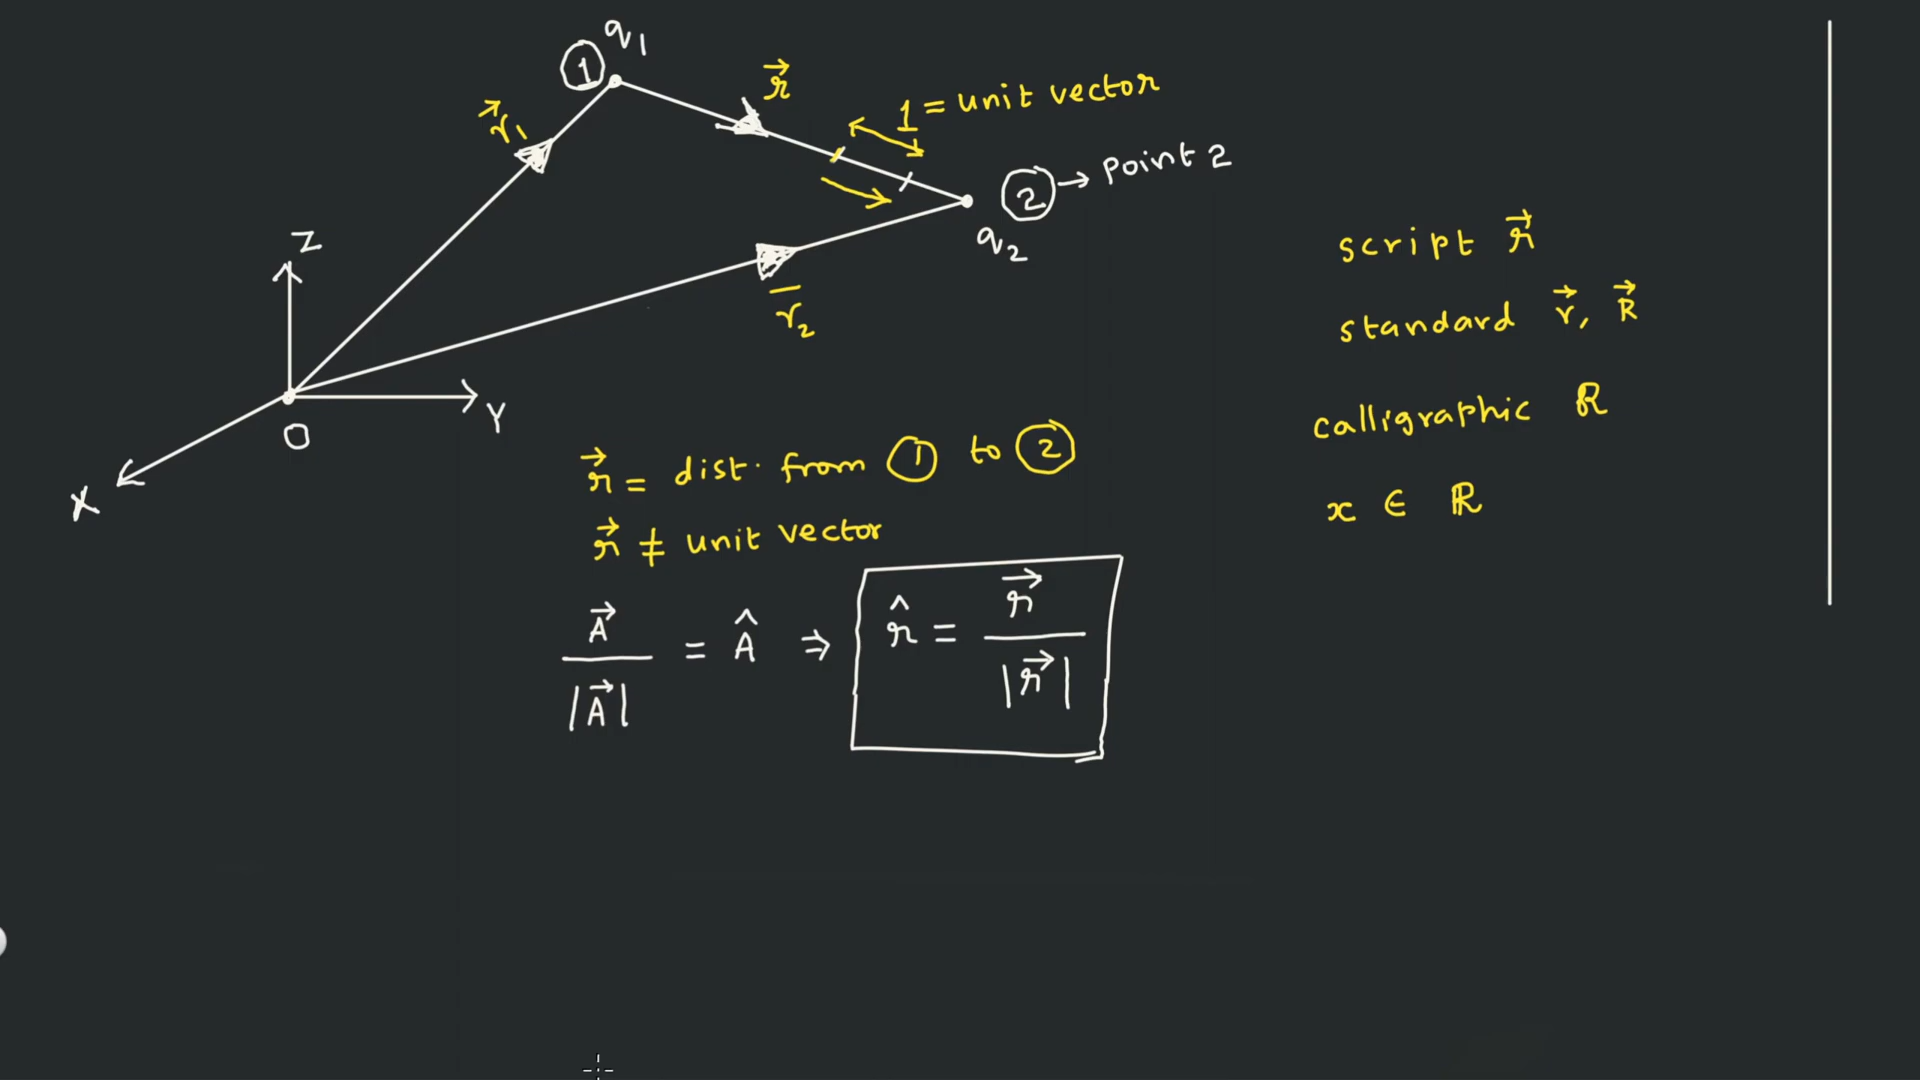 q₁
①
r⃗
r⃗₁
1 = unit vector
② → Point 2
q₂
Z
r̅₂
Y
O
X
r⃗ = dist. from ① to ②
r⃗ ≠ unit vector
A⃗ / |A⃗| = Â ⇒ r̂ = r⃗ / |r⃗|
script r⃗
standard r⃗, R⃗
calligraphic R
x ∈ ℝ